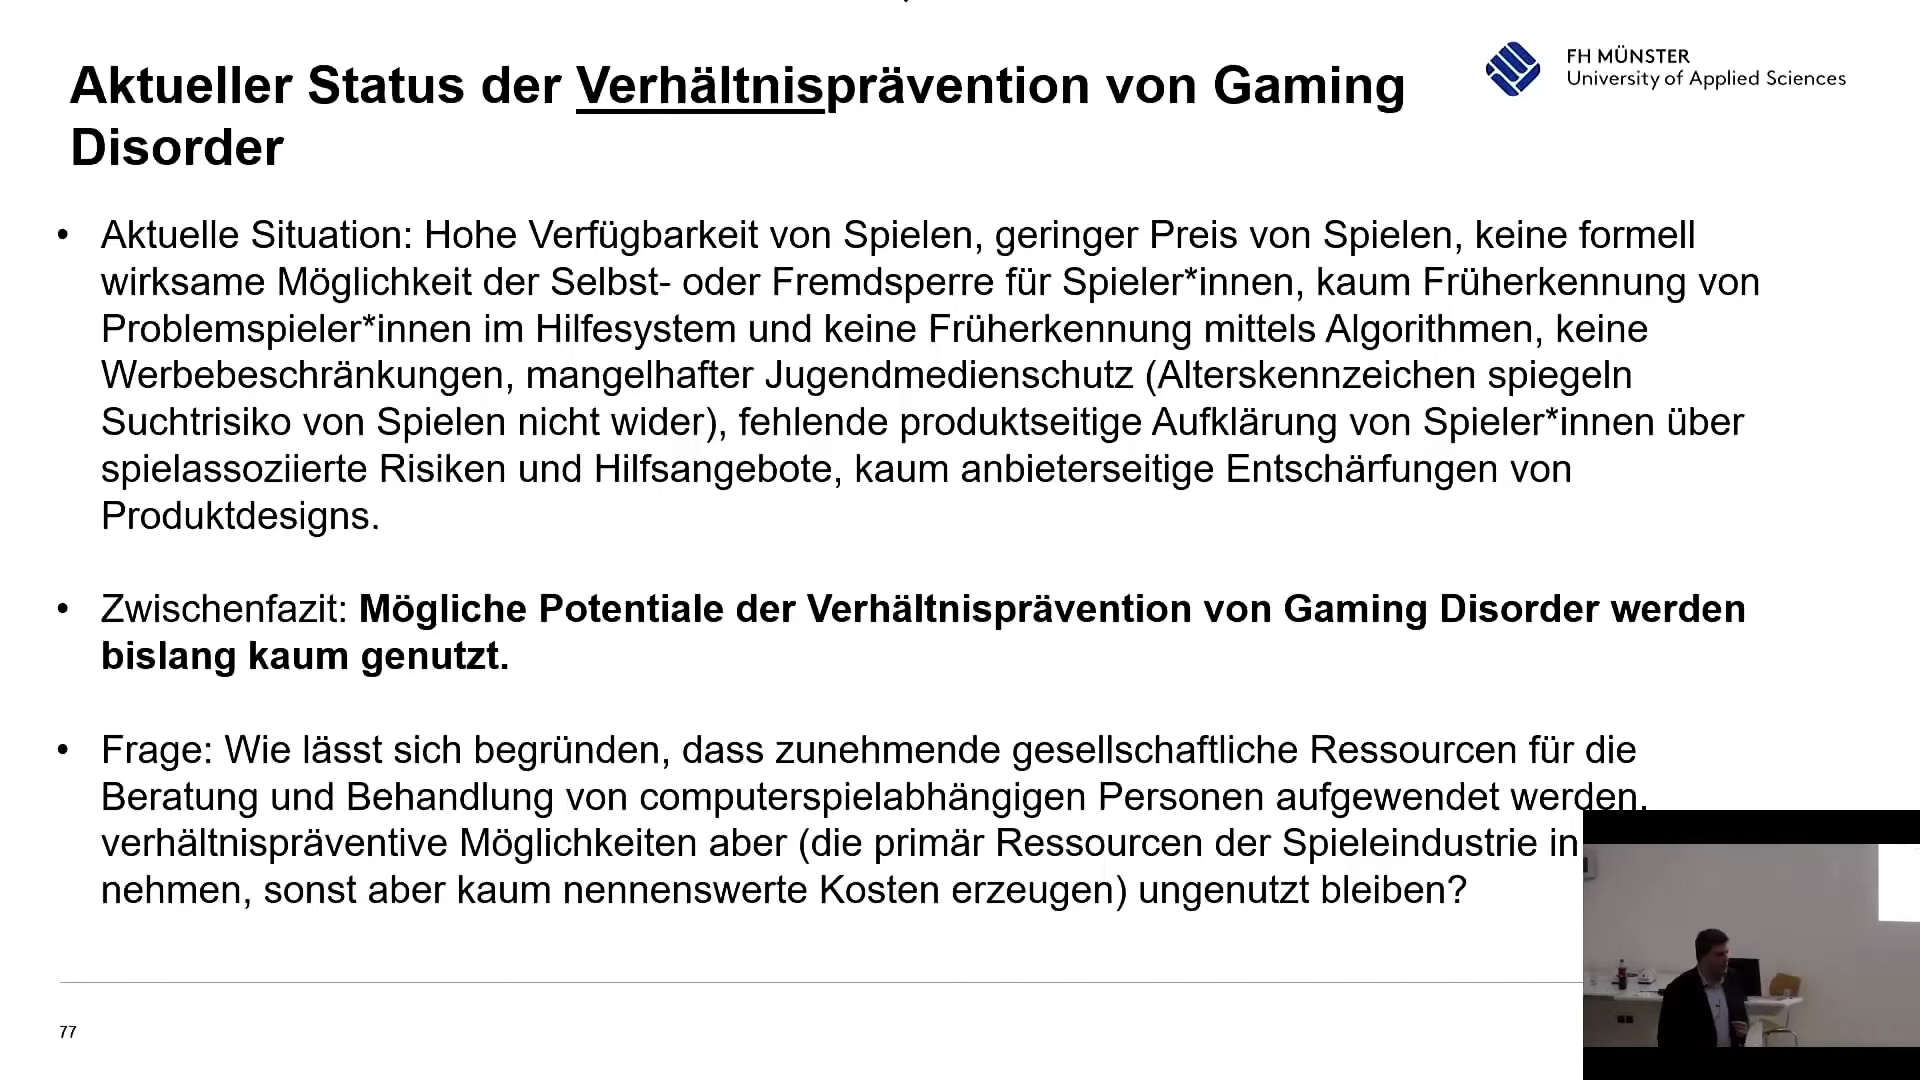 Aktueller Status der Verhältnisprävention von Gaming
Disorder
FH MÜNSTER
University of Applied Sciences
• Aktuelle Situation: Hohe Verfügbarkeit von Spielen, geringer Preis von Spielen, keine formell
wirksame Möglichkeit der Selbst- oder Fremdsperre für Spieler*innen, kaum Früherkennung von
Problemspieler*innen im Hilfesystem und keine Früherkennung mittels Algorithmen, keine
Werbebeschränkungen, mangelhafter Jugendmedienschutz (Alterskennzeichen spiegeln
Suchtrisiko von Spielen nicht wider), fehlende produktseitige Aufklärung von Spieler*innen über
spielassoziierte Risiken und Hilfsangebote, kaum anbieterseitige Entschärfungen von
Produktdesigns.
• Zwischenfazit: Mögliche Potentiale der Verhältnisprävention von Gaming Disorder werden
bislang kaum genutzt.
• Frage: Wie lässt sich begründen, dass zunehmende gesellschaftliche Ressourcen für die
Beratung und Behandlung von computerspielabhängigen Personen aufgewendet werden,
verhältnispräventive Möglichkeiten aber (die primär Ressourcen der Spieleindustrie in
nehmen, sonst aber kaum nennenswerte Kosten erzeugen) ungenutzt bleiben?
77